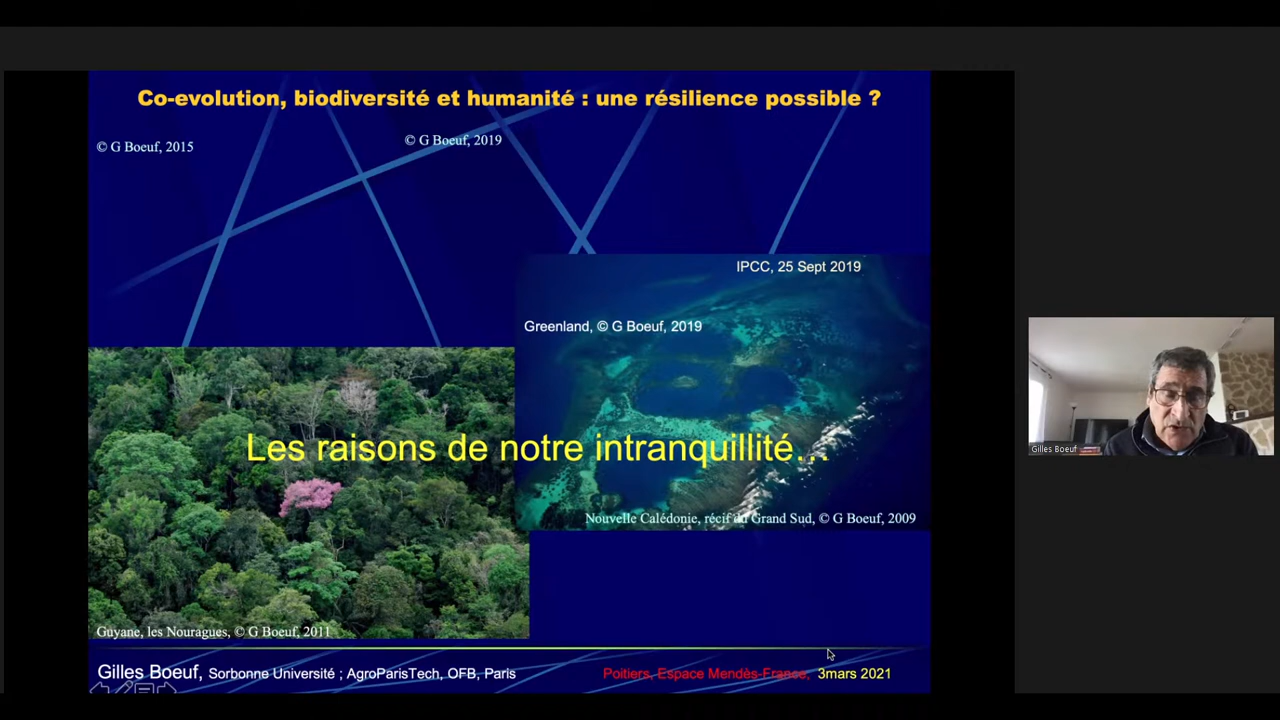 Co-evolution, biodiversité et humanité : une résilience possible ?
© G Boeuf, 2015
© G Boeuf, 2019
IPCC, 25 Sept 2019
Greenland, © G Boeuf, 2019
Les raisons de notre intranquillité…
Nouvelle Calédonie, récif du Grand Sud, © G Boeuf, 2009
Guyane, les Nouragues, © G Boeuf, 2011
Gilles Boeuf, Sorbonne Université ; AgroParisTech, OFB, Paris
Poitiers, Espace Mendès-France, 3mars 2021
Gilles Boeuf